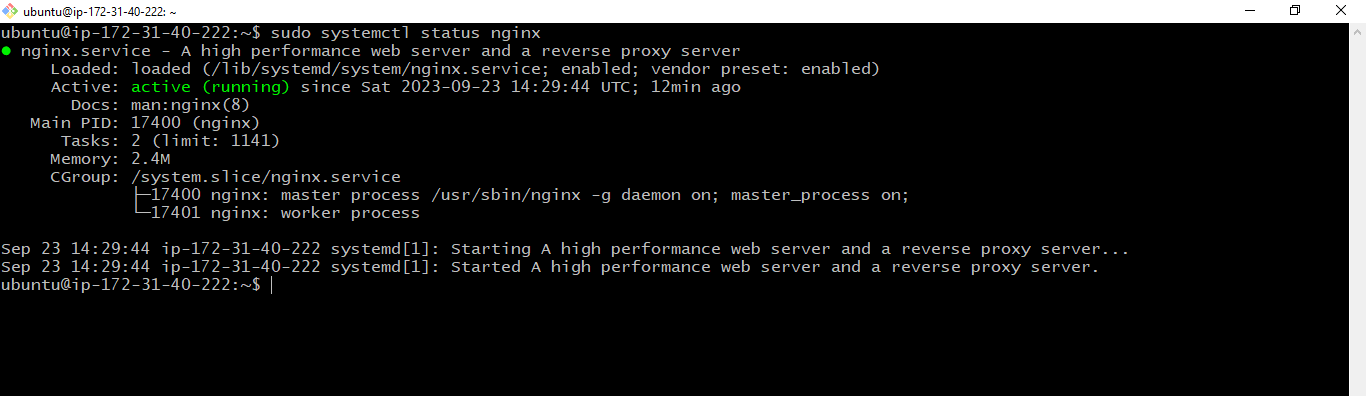 ubuntu@ip-172-31-40-222: ~
ubuntu@ip-172-31-40-222:~$ sudo systemctl status nginx
● nginx.service - A high performance web server and a reverse proxy server
     Loaded: loaded (/lib/systemd/system/nginx.service; enabled; vendor preset: enabled)
     Active: active (running) since Sat 2023-09-23 14:29:44 UTC; 12min ago
       Docs: man:nginx(8)
   Main PID: 17400 (nginx)
      Tasks: 2 (limit: 1141)
     Memory: 2.4M
     CGroup: /system.slice/nginx.service
             ├─17400 nginx: master process /usr/sbin/nginx -g daemon on; master_process on;
             └─17401 nginx: worker process
Sep 23 14:29:44 ip-172-31-40-222 systemd[1]: Starting A high performance web server and a reverse proxy server...
Sep 23 14:29:44 ip-172-31-40-222 systemd[1]: Started A high performance web server and a reverse proxy server.
ubuntu@ip-172-31-40-222:~$